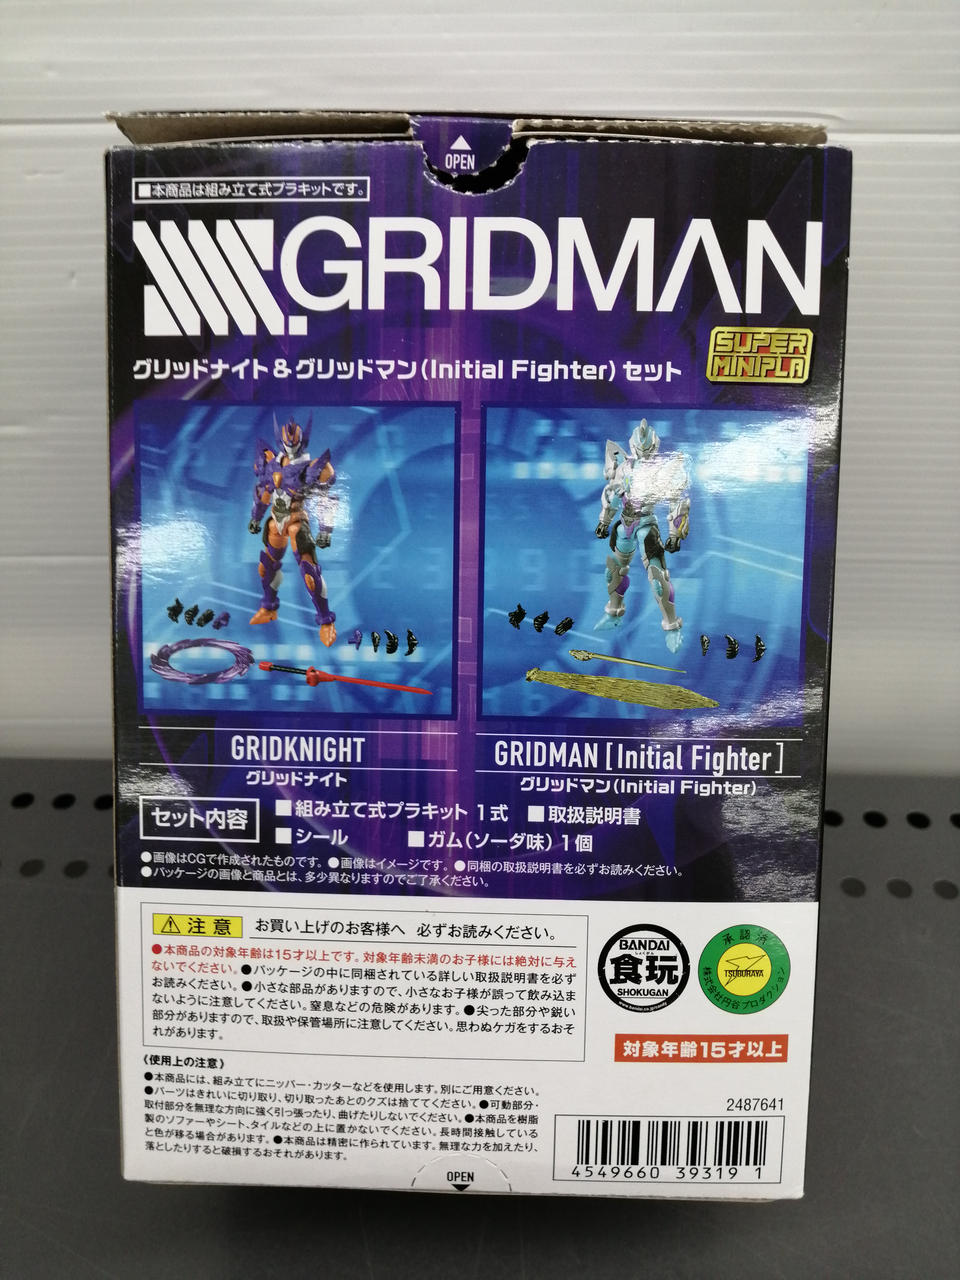 OPEN
■本商品は組み立て式プラキットです。
SSSS.GRIDMAN
グリッドナイト&グリッドマン(Initial Fighter)セット
SUPER
MINIPLA
GRIDKNIGHT
グリッドナイト
GRIDMAN [Initial Fighter]
グリッドマン(Initial Fighter)
セット内容
■組み立て式プラキット 1式 ■取扱説明書
■シール ■ガム(ソーダ味)1個
●画像はCGで作成されたものです。●画像はイメージです。●同梱の取扱説明書を必ずお読みください。
●パッケージの画像と商品とは、多少異なりますのでご了承ください。
⚠注意 お買い上げのお客様へ 必ずお読みください。
●本商品の対象年齢は15才以上です。対象年齢未満のお子様には絶対に与え
ないでください。●パッケージの中に同梱されている詳しい取扱説明書を必ず
お読みください。●小さな部品がありますので、小さなお子様が誤って飲み込ま
ないように注意してください。窒息などの危険があります。●尖った部分や鋭い
部分がありますので、取扱や保管場所に注意してください。思わぬケガをするおそ
れがあります。
BANDAI
しょくがん
食玩
SHOKUGAN
www.bandai.co.jp/candy
承認済
TSUBURAYA
株式会社円谷プロダクション
対象年齢15才以上
《使用上の注意》
●本商品には、組み立てにニッパー・カッターなどを使用します。別にご用意ください。
●パーツはきれいに切り取り、切り取ったあとのクズは捨ててください。●可動部分・
取付部分を無理な方向に強く引っ張ったり、曲げたりしないでください。●本商品を樹脂
製のソファーやシート、タイルなどの上に置かないでください。長時間接触している
と色が移る場合があります。●本商品は精密に作られています。無理な力を加えたり、
落としたりすると破損するおそれがあります。
2487641
4549660 39319 1
OPEN